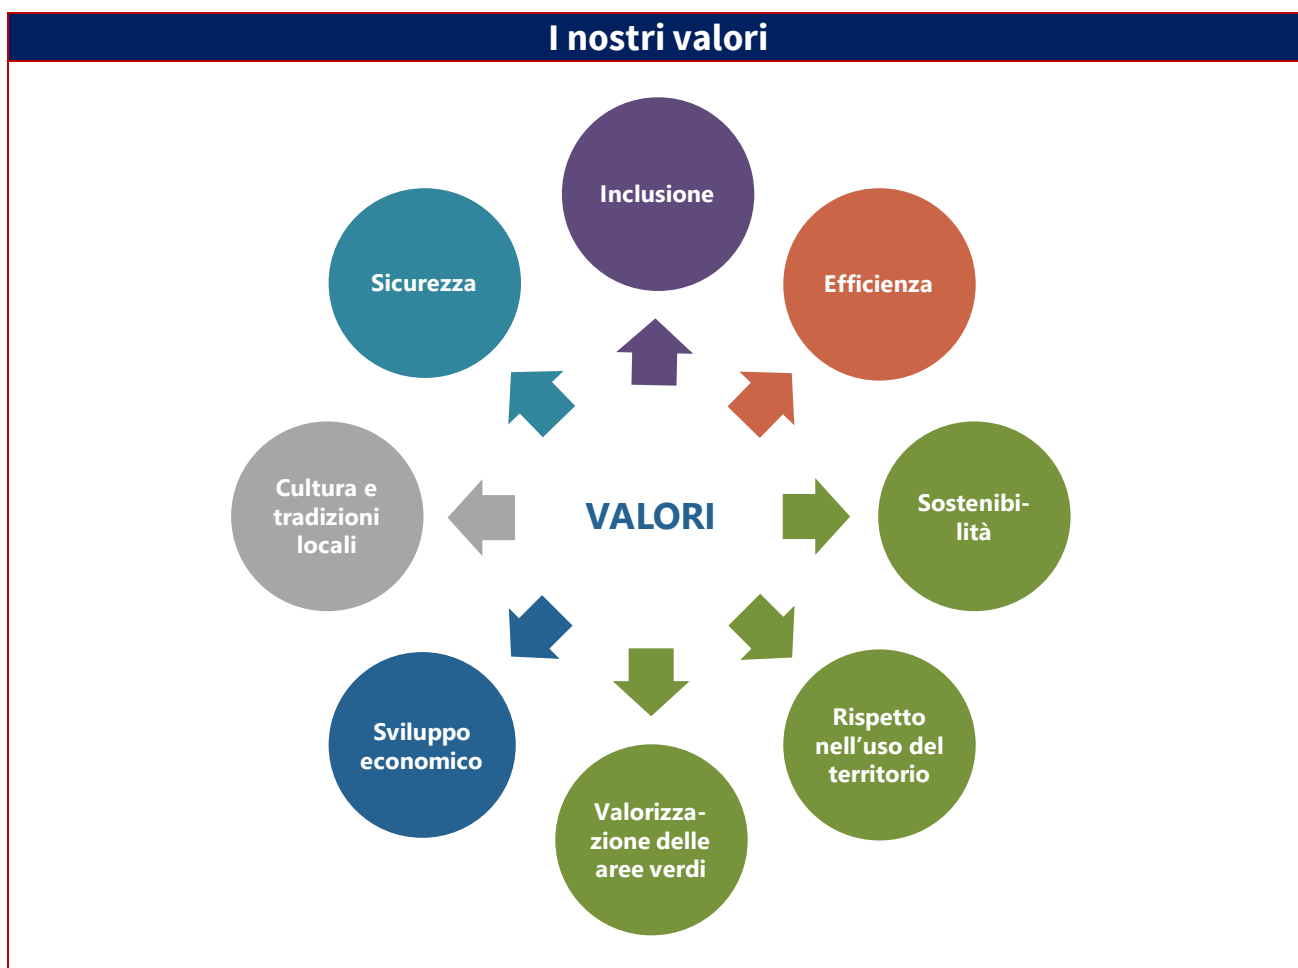 I nostri valori
Inclusione
Efficienza
Sicurezza
Sostenibi-
lità
Cultura e
tradizioni
locali
VALORI
Rispetto
nell'uso del
territorio
Sviluppo
economico
Valorizza-
zione delle
aree verdi